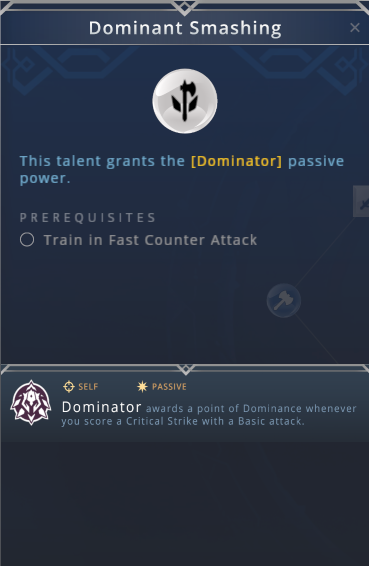 Dominant Smashing
This talent grants the [Dominator] passive
power.
PREREQUISITES
Train in Fast Counter Attack
SELF PASSIVE
Dominator awards a point of Dominance whenever
you score a Critical Strike with a Basic attack.